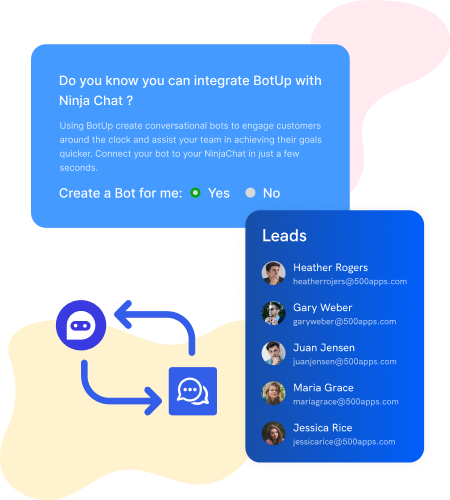 Do you know you can integrate BotUp with
Ninja Chat ?
Using BotUp create conversational bots to engage customers
around the clock and assist your team in achieving their goals
quicker. Connect your bot to your NinjaChat in just a few
seconds.
Create a Bot for me: Yes No
Leads
Heather Rogers
heatherrojers@500apps.com
Gary Weber
garyweber@500apps.com
Juan Jensen
juanjensen@500apps.com
Maria Grace
mariagrace@500apps.com
Jessica Rice
jessicarice@500apps.com